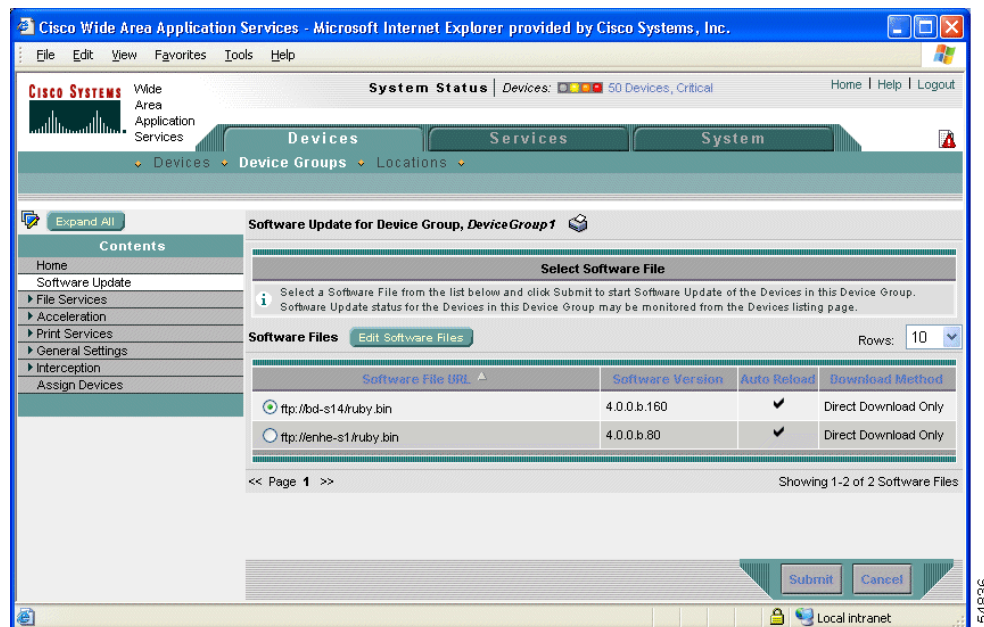 Cisco Wide Area Application Services - Microsoft Internet Explorer provided by Cisco Systems, Inc.
File Edit View Favorites Tools Help
CISCO SYSTEMS
Wide
Area
Application
Services
System Status | Devices: 50 Devices, Critical
Home | Help | Logout
Devices Services System
Devices Device Groups Locations
Expand All
Contents
Home
Software Update
File Services
Acceleration
Print Services
General Settings
Interception
Assign Devices
Software Update for Device Group, DeviceGroup1
Select Software File
Select a Software File from the list below and click Submit to start Software Update of the Devices in this Device Group.
Software Update status for the Devices in this Device Group may be monitored from the Devices listing page.
Software Files Edit Software Files Rows: 10
Software File URL Software Version Auto Reload Download Method
ftp://bd-s14/ruby.bin 4.0.0.b.160 Direct Download Only
ftp://enhe-s1/ruby.bin 4.0.0.b.80 Direct Download Only
<< Page 1 >> Showing 1-2 of 2 Software Files
Submit Cancel
Local intranet